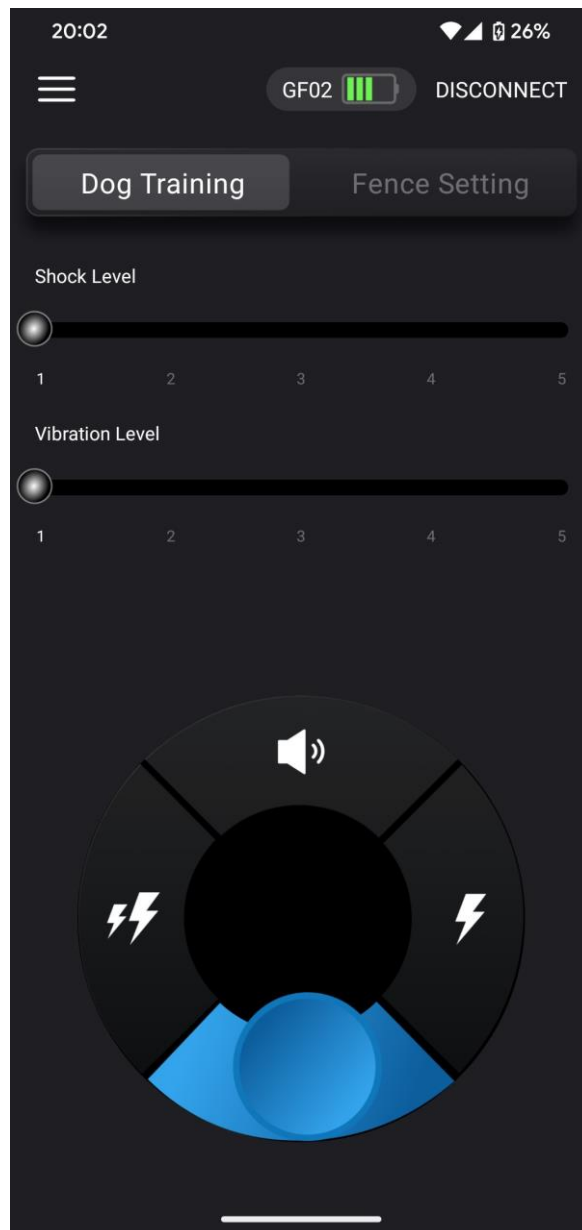 20:02 26%
GF02 DISCONNECT
Dog Training Fence Setting
Shock Level
1 2 3 4 5
Vibration Level
1 2 3 4 5